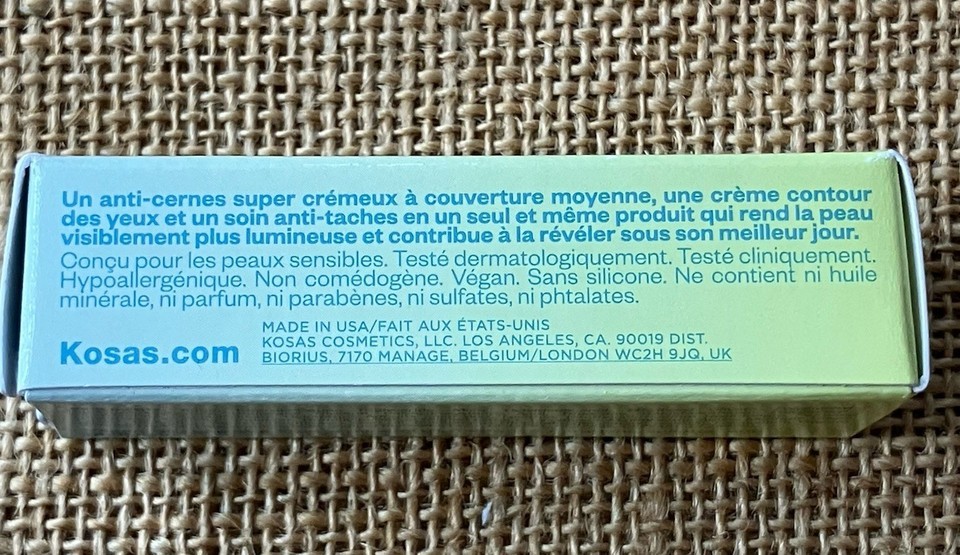 Un anti-cernes super crémeux à couverture moyenne, une crème contour
des yeux et un soin anti-taches en un seul et même produit qui rend la peau
visiblement plus lumineuse et contribue à la révéler sous son meilleur jour.
Conçu pour les peaux sensibles. Testé dermatologiquement. Testé cliniquement.
Hypoallergénique. Non comédogène. Végan. Sans silicone. Ne contient ni huile
minérale, ni parfum, ni parabènes, ni sulfates, ni phtalates.
Kosas.com
MADE IN USA/FAIT AUX ÉTATS-UNIS
KOSAS COSMETICS, LLC. LOS ANGELES, CA. 90019 DIST.
BIORIUS, 7170 MANAGE, BELGIUM/LONDON WC2H 9JQ, UK